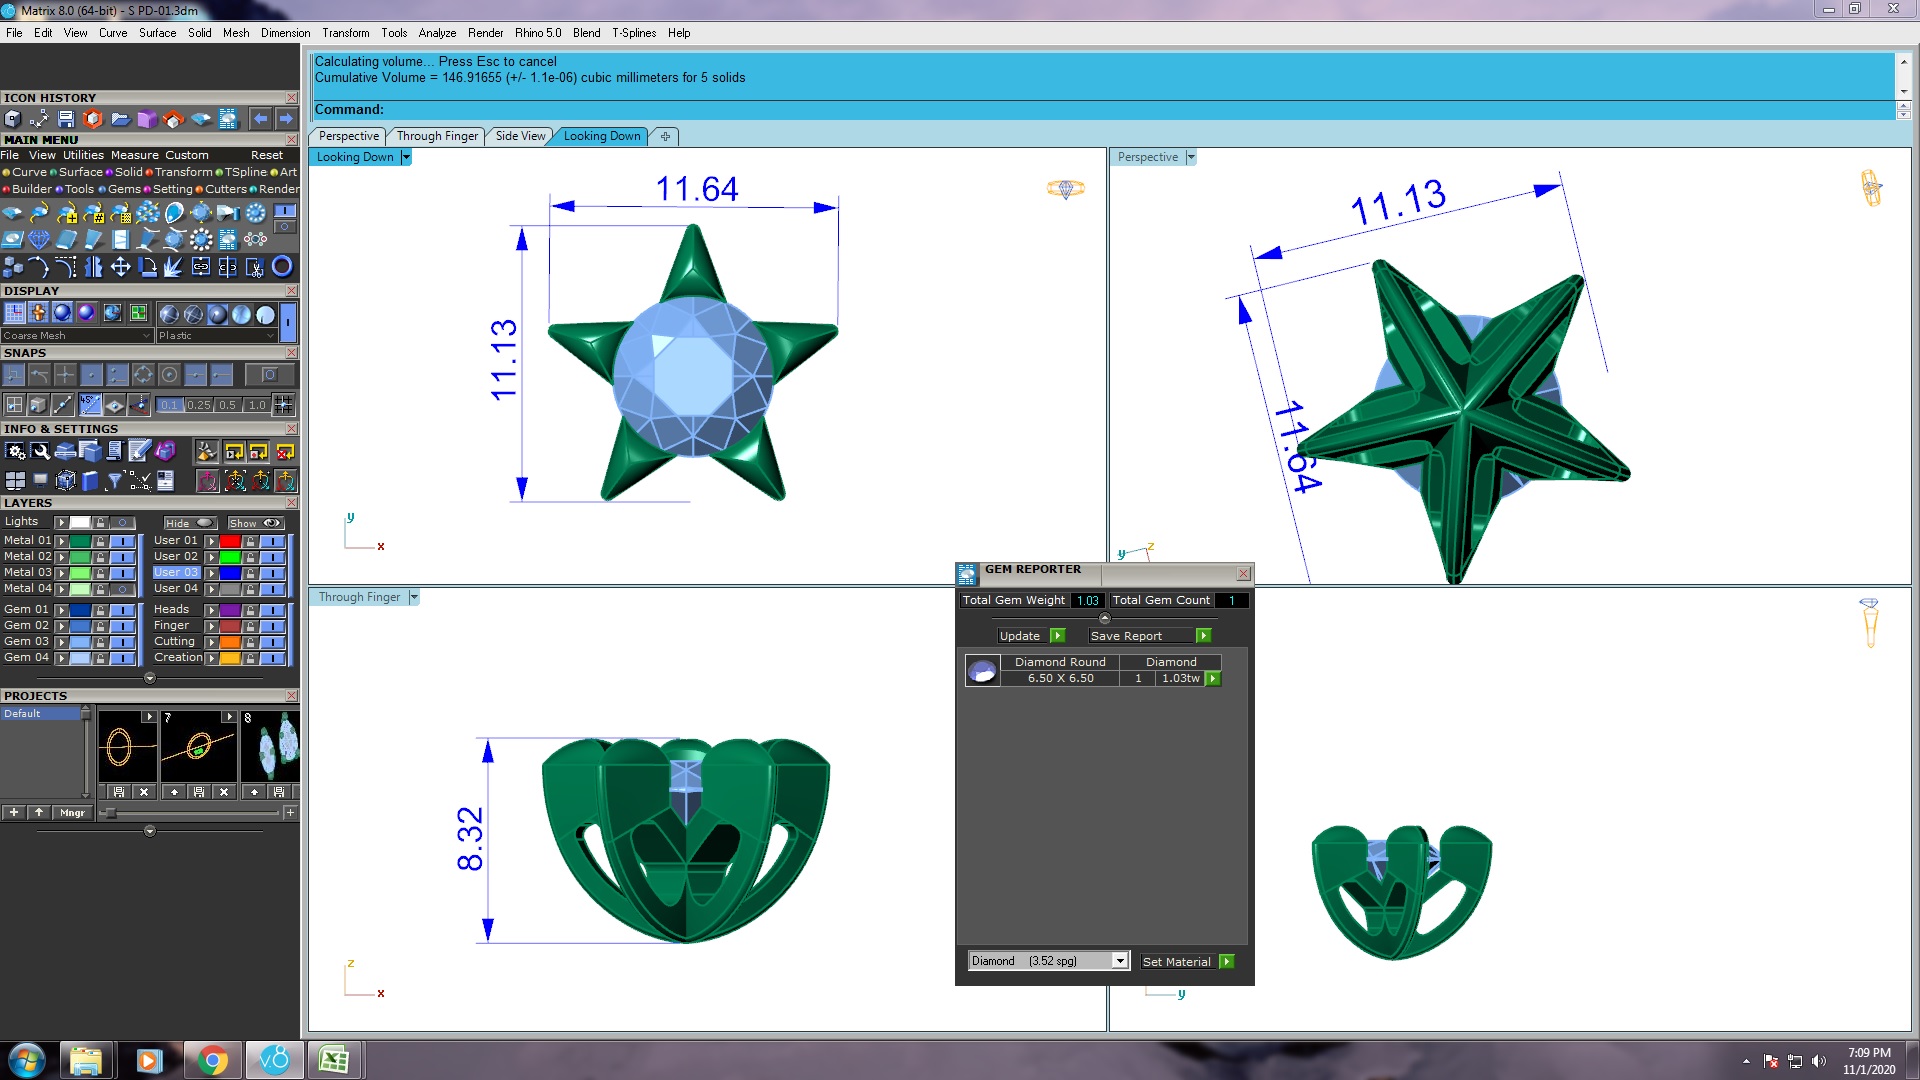 Matrix 8.0 (64-bit) - S PD-01.3dm
File Edit View Curve Surface Solid Mesh Dimension Transform Tools Analyze Render Rhino 5.0 Blend T-Splines Help
Calculating volume... Press Esc to cancel
Cumulative Volume = 146.91655 (+/- 1.1e-06) cubic millimeters for 5 solids
Command:
ICON HISTORY
MAIN MENU
File View Utilities Measure Custom Reset
Curve Surface Solid Transform TSpline Art
Builder Tools Gems Setting Cutters Render
DISPLAY
Coarse Mesh Plastic
SNAPS
45°
0.1 0.25 0.5 1.0
INFO & SETTINGS
LAYERS
Lights Hide Show
Metal 01 User 01
Metal 02 User 02
Metal 03 User 03
Metal 04 User 04
Gem 01 Heads
Gem 02 Finger
Gem 03 Cutting
Gem 04 Creation
PROJECTS
Default
7
8
Mngr
Perspective Through Finger Side View Looking Down
Looking Down
11.64
11.13
y
x
Perspective
11.13
11.64
y z
Through Finger
8.32
z
x
y
GEM REPORTER
Total Gem Weight 1.03 Total Gem Count 1
Update Save Report
Diamond Round Diamond
6.50 X 6.50 1 1.03tw
Diamond (3.52 spg) Set Material
v8
7:09 PM
11/1/2020